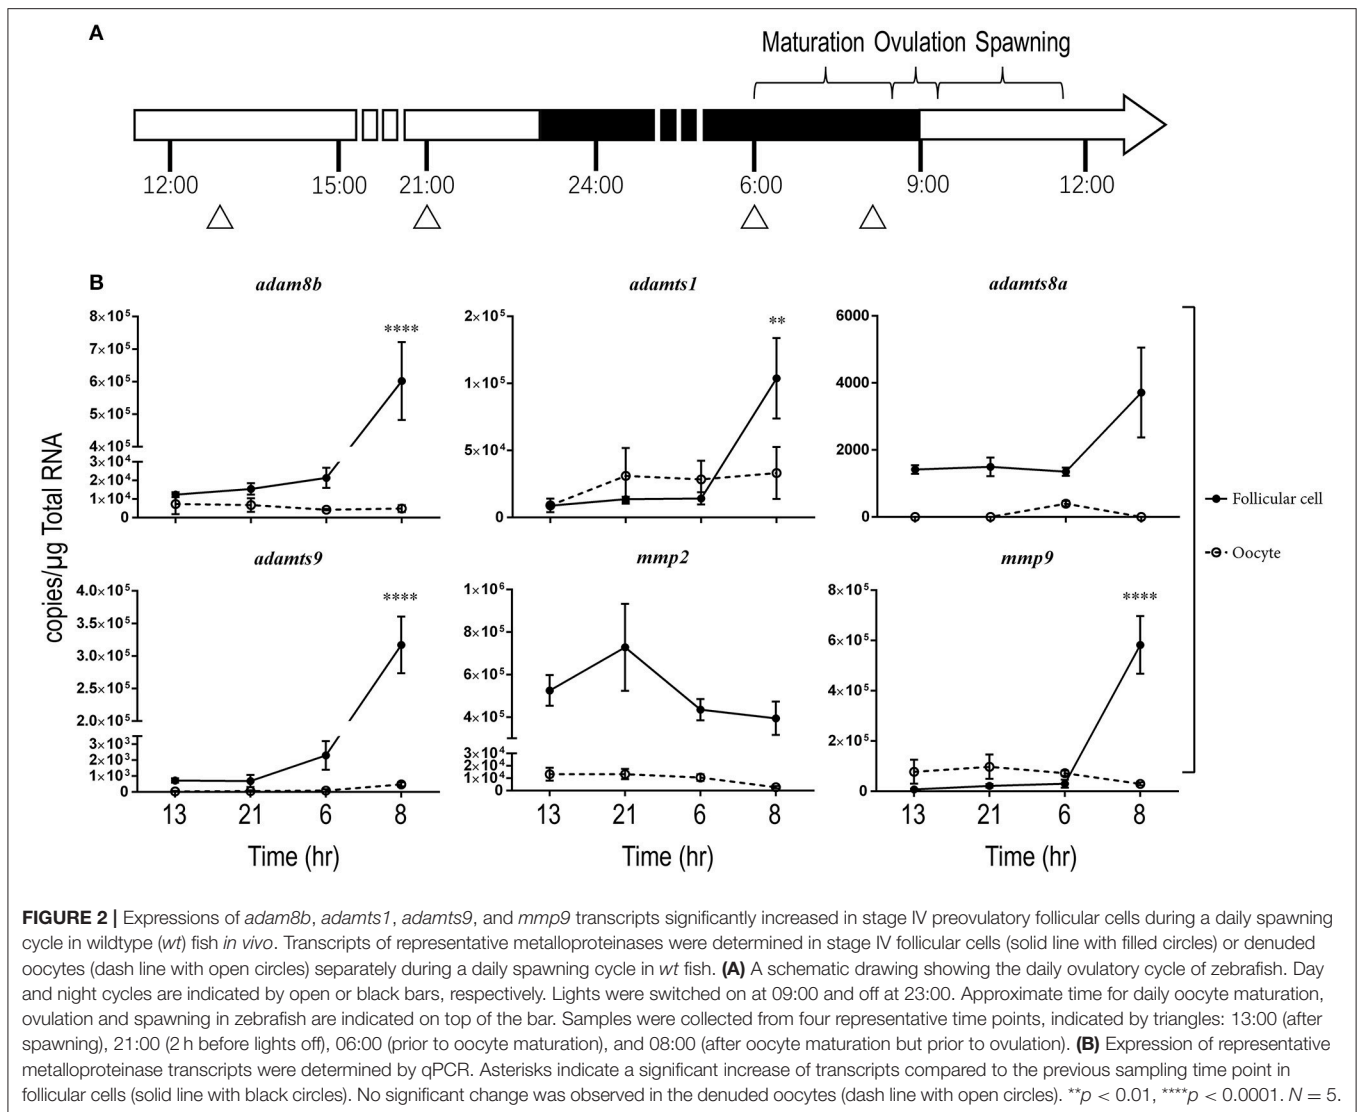 A
Maturation Ovulation Spawning
12:00 15:00 21:00 24:00 6:00 9:00 12:00
B
copies/µg Total RNA
adam8b
8×10⁵
7×10⁵
6×10⁵
5×10⁵
4×10⁵
3×10⁴
2×10⁴
1×10⁴
0
****
adamts1
2×10⁵
1×10⁵
5×10⁴
0
**
adamts8a
6000
4000
2000
0
Follicular cell
Oocyte
adamts9
4.0×10⁵
3.5×10⁵
3.0×10⁵
2.5×10⁵
2.0×10⁵
3×10³
2×10³
1×10³
0
****
13 21 6 8
Time (hr)
mmp2
1×10⁶
8×10⁵
6×10⁵
4×10⁵
3×10⁴
2×10⁴
1×10⁴
0
13 21 6 8
Time (hr)
mmp9
8×10⁵
6×10⁵
4×10⁵
2×10⁵
0
****
13 21 6 8
Time (hr)
FIGURE 2 | Expressions of adam8b, adamts1, adamts9, and mmp9 transcripts significantly increased in stage IV preovulatory follicular cells during a daily spawning
cycle in wildtype (wt) fish in vivo. Transcripts of representative metalloproteinases were determined in stage IV follicular cells (solid line with filled circles) or denuded
oocytes (dash line with open circles) separately during a daily spawning cycle in wt fish. (A) A schematic drawing showing the daily ovulatory cycle of zebrafish. Day
and night cycles are indicated by open or black bars, respectively. Lights were switched on at 09:00 and off at 23:00. Approximate time for daily oocyte maturation,
ovulation and spawning in zebrafish are indicated on top of the bar. Samples were collected from four representative time points, indicated by triangles: 13:00 (after
spawning), 21:00 (2 h before lights off), 06:00 (prior to oocyte maturation), and 08:00 (after oocyte maturation but prior to ovulation). (B) Expression of representative
metalloproteinase transcripts were determined by qPCR. Asterisks indicate a significant increase of transcripts compared to the previous sampling time point in
follicular cells (solid line with black circles). No significant change was observed in the denuded oocytes (dash line with open circles). **p < 0.01, ****p < 0.0001. N = 5.